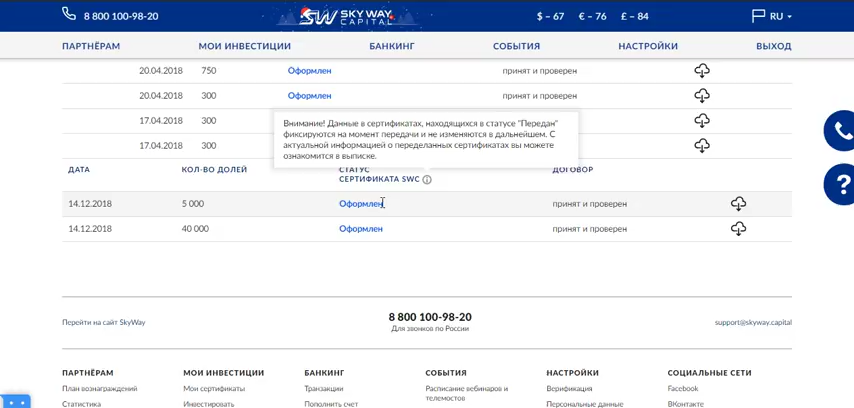 8 800 100-98-20
SKY WAY
CAPITAL
$ – 67 € – 76 £ – 84
RU
ПАРТНЁРАМ МОИ ИНВЕСТИЦИИ БАНКИНГ СОБЫТИЯ НАСТРОЙКИ ВЫХОД
20.04.2018 750 Оформлен принят и проверен
20.04.2018 300 Оформлен принят и проверен
17.04.2018 300 принят и проверен
17.04.2018 300 принят и проверен
Внимание! Данные в сертификатах, находящихся в статусе "Передан"
фиксируются на момент передачи и не изменяются в дальнейшем. С
актуальной информацией о переделанных сертификатах вы можете
ознакомится в выписке.
ДАТА КОЛ-ВО ДОЛЕЙ СТАТУС ДОГОВОР
СЕРТИФИКАТА SWC
14.12.2018 5 000 Оформлен принят и проверен
14.12.2018 40 000 Оформлен принят и проверен
Перейти на сайт SkyWay
8 800 100-98-20
Для звонков по России
support@skyway.capital
ПАРТНЁРАМ МОИ ИНВЕСТИЦИИ БАНКИНГ СОБЫТИЯ НАСТРОЙКИ СОЦИАЛЬНЫЕ СЕТИ
План вознаграждений Мои сертификаты Транзакции Расписание вебинаров и Верификация Facebook
телемостов
Статистика Инвестировать Пополнить счет Персональные данные ВКонтакте